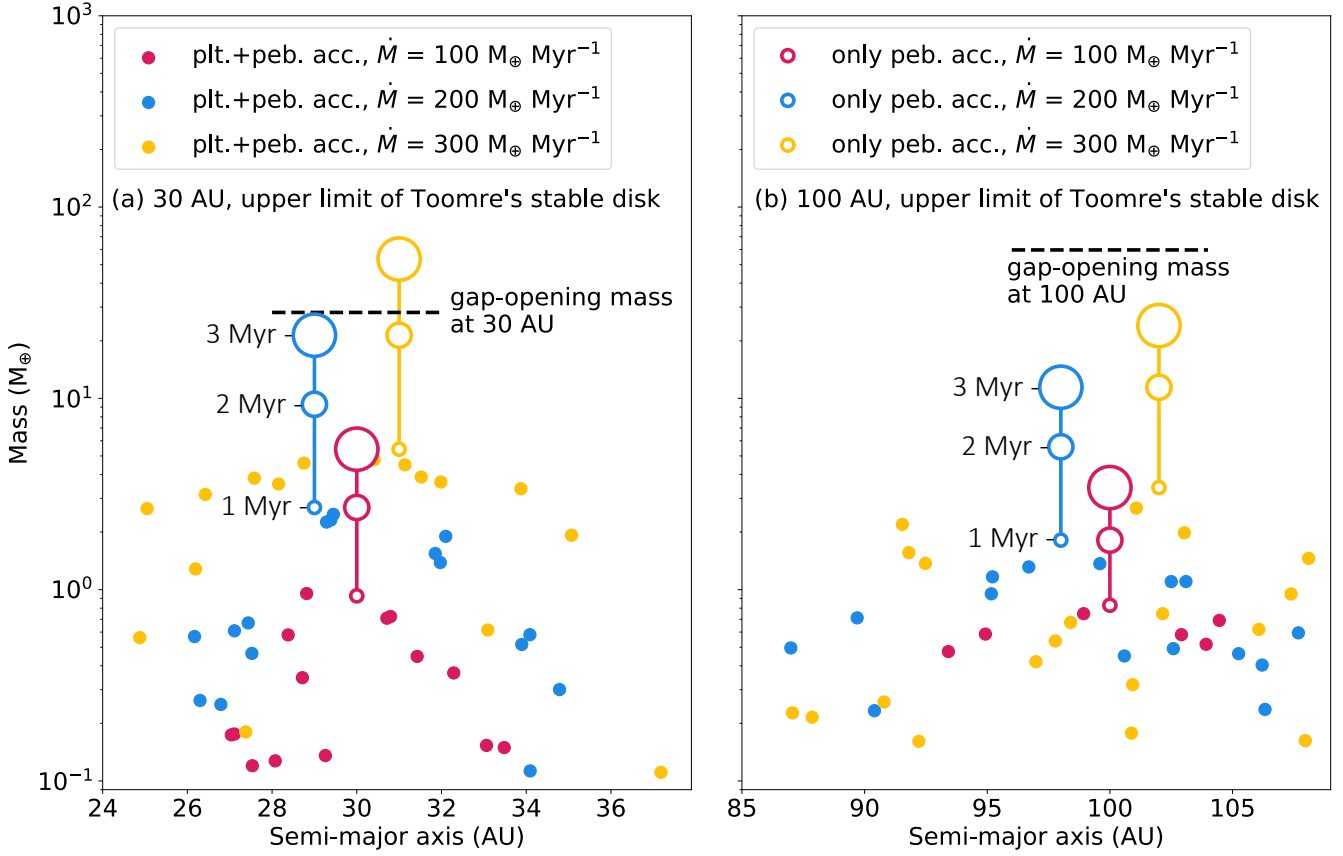 10³
10²
10¹
10⁰
10⁻¹
Mass (M⊕)
plt.+peb. acc., Ṁ = 100 M⊕ Myr⁻¹
plt.+peb. acc., Ṁ = 200 M⊕ Myr⁻¹
plt.+peb. acc., Ṁ = 300 M⊕ Myr⁻¹
(a) 30 AU, upper limit of Toomre's stable disk
gap-opening mass
at 30 AU
3 Myr
2 Myr
1 Myr
24 26 28 30 32 34 36
Semi-major axis (AU)
only peb. acc., Ṁ = 100 M⊕ Myr⁻¹
only peb. acc., Ṁ = 200 M⊕ Myr⁻¹
only peb. acc., Ṁ = 300 M⊕ Myr⁻¹
(b) 100 AU, upper limit of Toomre's stable disk
gap-opening mass
at 100 AU
3 Myr
2 Myr
1 Myr
85 90 95 100 105
Semi-major axis (AU)